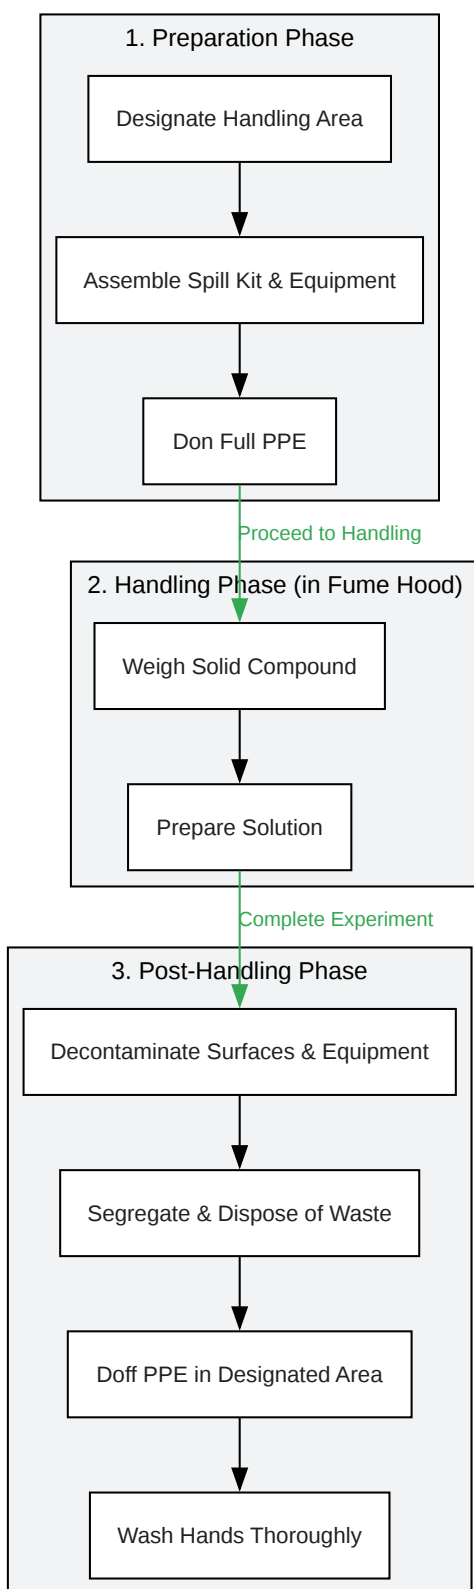 1. Preparation Phase
Designate Handling Area
Assemble Spill Kit & Equipment
Don Full PPE
Proceed to Handling
2. Handling Phase (in Fume Hood)
Weigh Solid Compound
Prepare Solution
Complete Experiment
3. Post-Handling Phase
Decontaminate Surfaces & Equipment
Segregate & Dispose of Waste
Doff PPE in Designated Area
Wash Hands Thoroughly